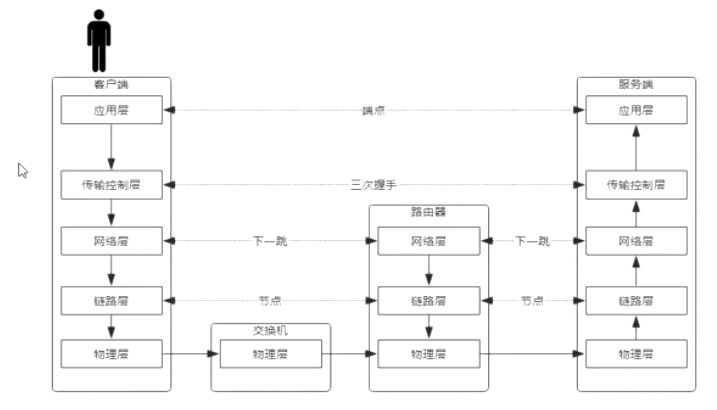 客户端
服务端
应用层
端点
应用层
传输控制层
三次握手
传输控制层
路由器
网络层
下一跳
网络层
下一跳
网络层
链路层
节点
链路层
节点
链路层
交换机
物理层
物理层
物理层
物理层